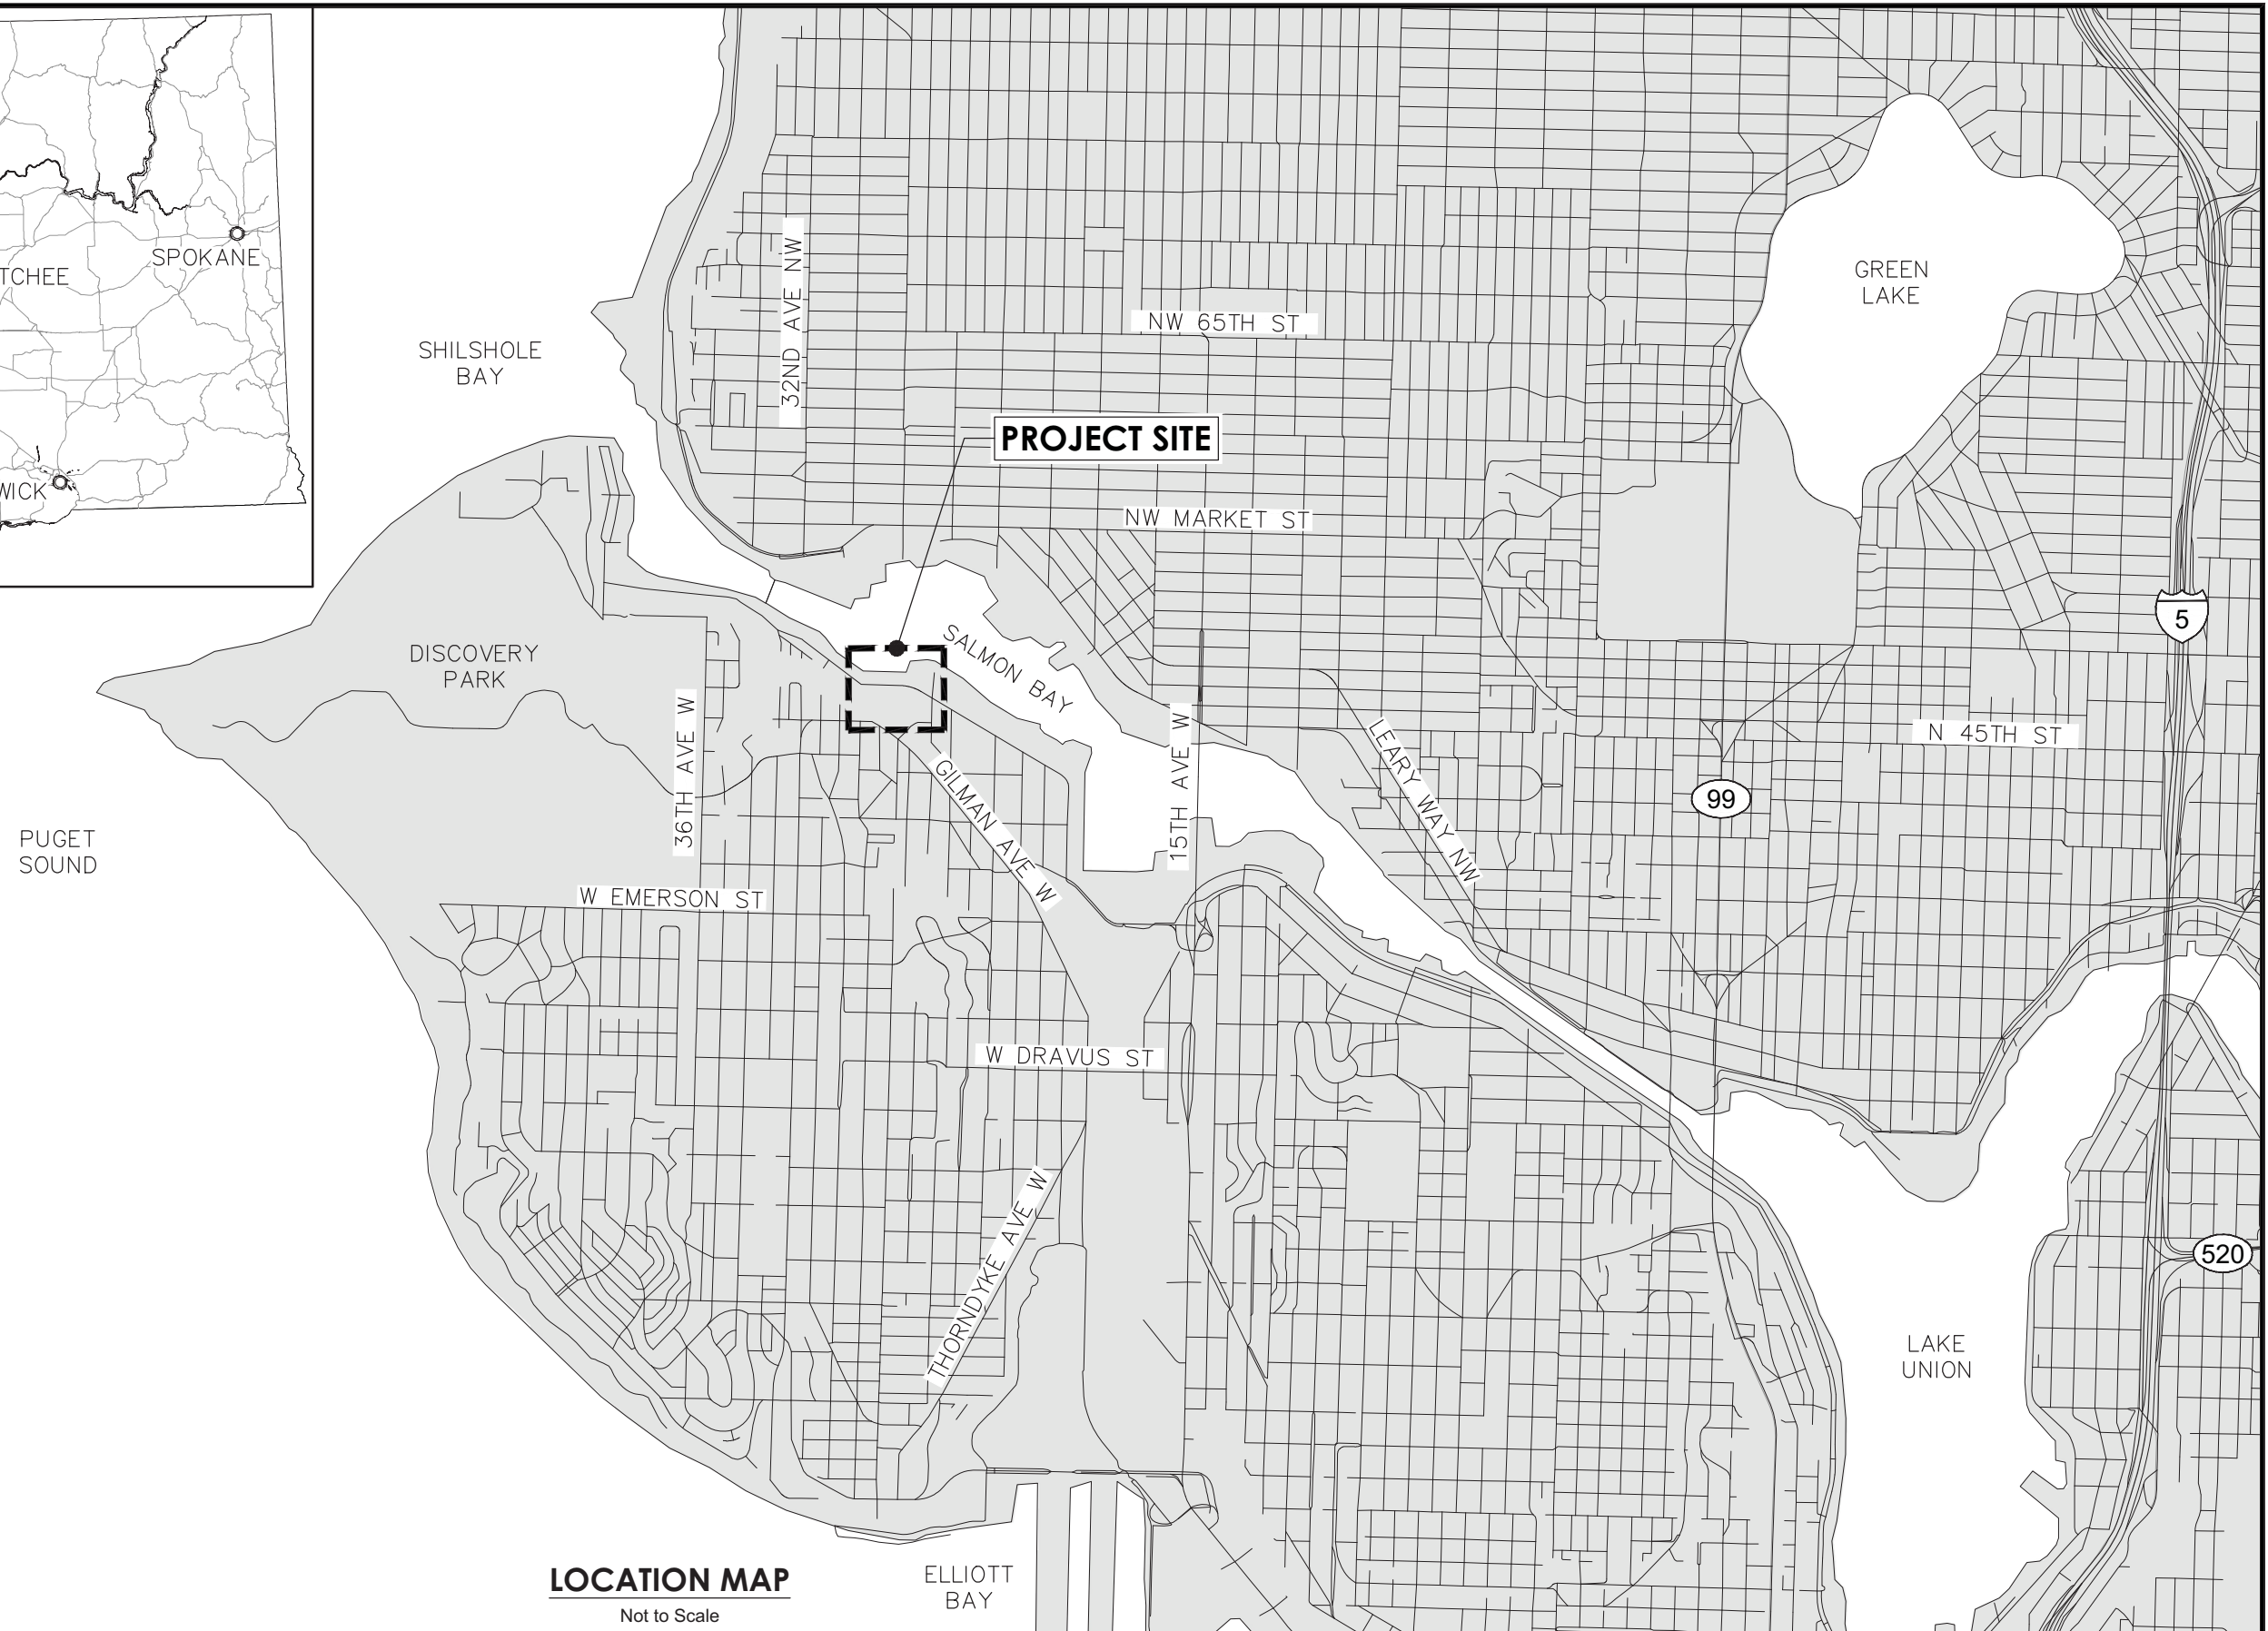 SPOKANE
TCHEE
WICK
32ND AVE NW
GREEN
LAKE
NW 65TH ST
SHILSHOLE
BAY
PROJECT SITE
NW MARKET ST
5
DISCOVERY
PARK
SALMON BAY
36TH AVE W
15TH AVE W
LEARY WAY NW
N 45TH ST
99
GILMAN AVE W
PUGET
SOUND
W EMERSON ST
W DRAVUS ST
THORNDYKE AVE W
520
LAKE
UNION
LOCATION MAP
Not to Scale
ELLIOTT
BAY